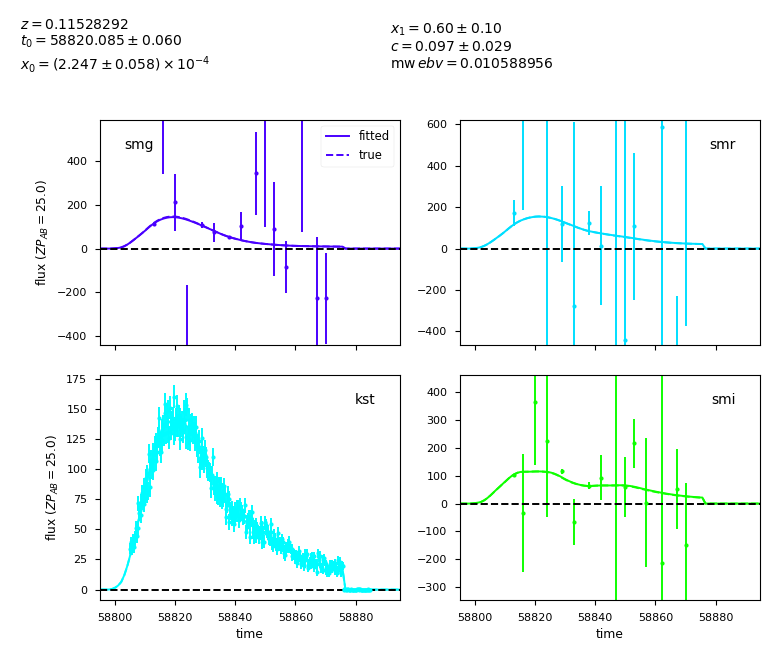 z = 0.11528292
t₀ = 58820.085 ± 0.060
x₀ = (2.247 ± 0.058) × 10⁻⁴
x₁ = 0.60 ± 0.10
c = 0.097 ± 0.029
mw ebv = 0.010588956
smg
fitted
true
400
200
0
−200
−400
flux (ZP_AB = 25.0)
smr
600
400
200
0
−200
−400
kst
175
150
125
100
75
50
25
0
flux (ZP_AB = 25.0)
58800 58820 58840 58860 58880
time
smi
400
300
200
100
0
−100
−200
−300
58800 58820 58840 58860 58880
time